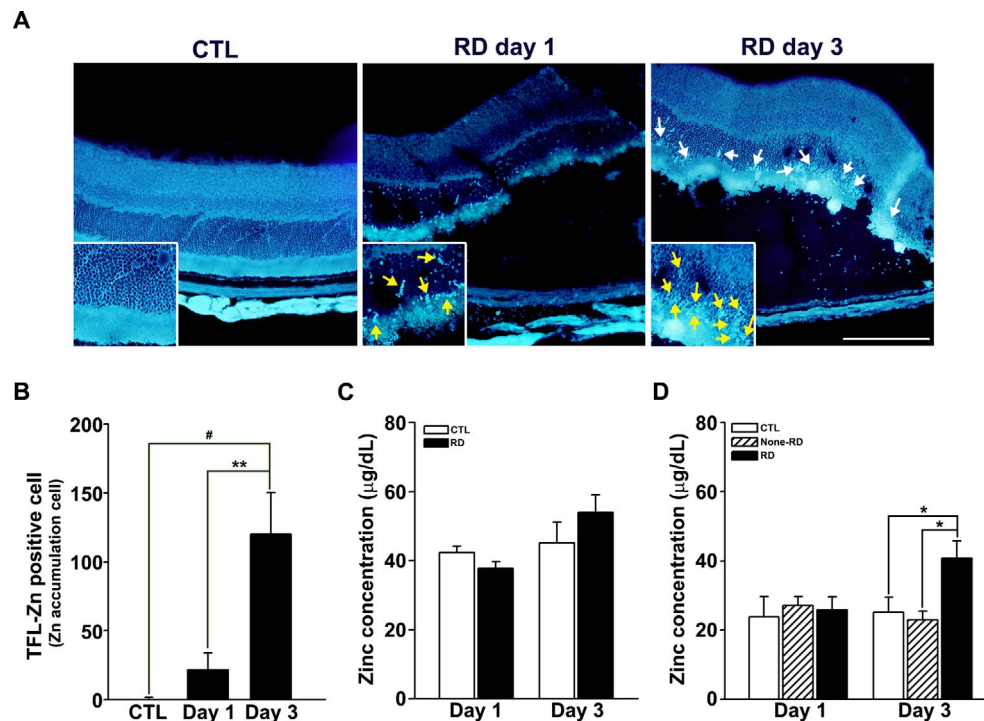 A
CTL
RD day 1
RD day 3
B
200
150
100
50
0
TFL-Zn positive cell
(Zn accumulation cell)
#
**
CTL Day 1 Day 3
C
80
60
40
20
0
Zinc concentration (μg/dL)
CTL
RD
Day 1 Day 3
D
80
60
40
20
0
Zinc concentration (μg/dL)
CTL
None-RD
RD
*
*
Day 1 Day 3